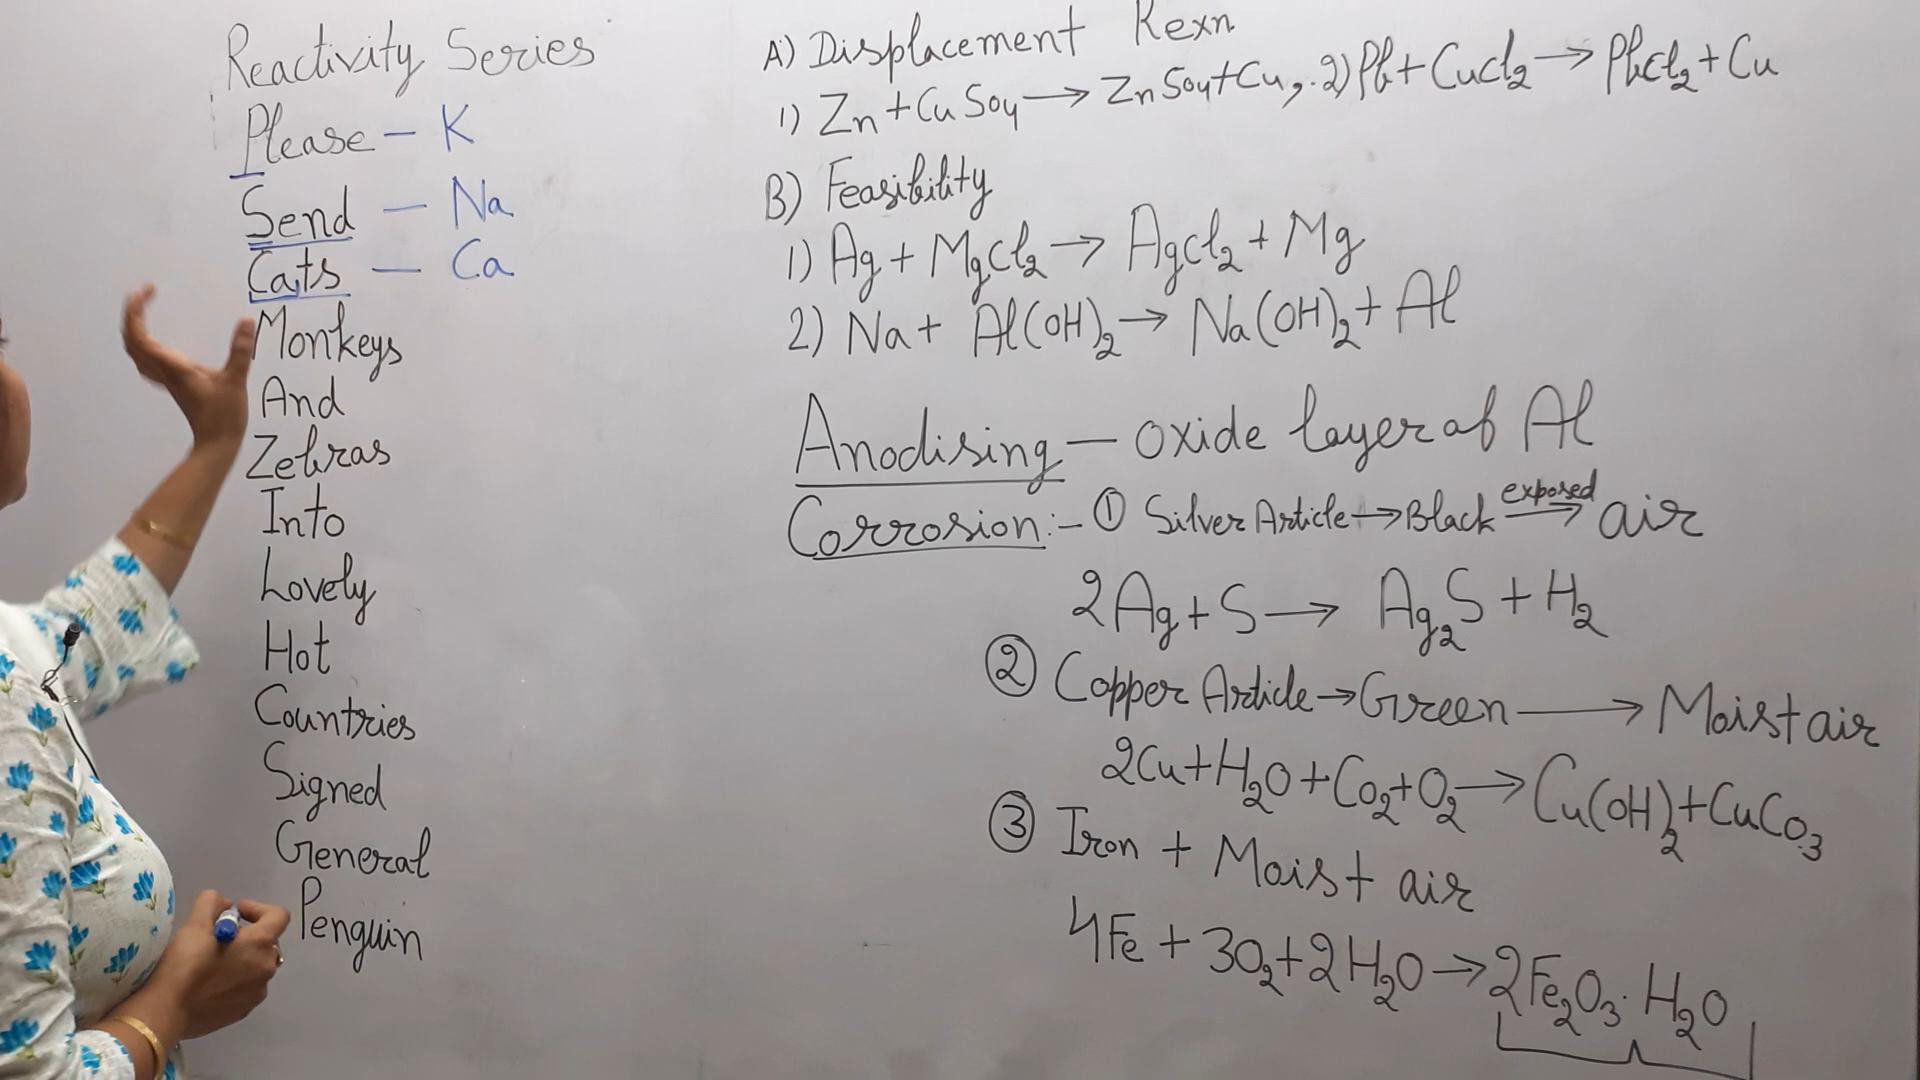 Reactivity Series
Please - K
Send - Na
Cats - Ca
Monkeys
And
Zebras
Into
Lovely
Hot
Countries
Signed
General
Penguin
A) Displacement Rexn
1) Zn + CuSo4 → ZnSo4 + Cu, 2) Pb + CuCl2 → PbCl2 + Cu
B) Feasibility
1) Ag + MgCl2 → AgCl2 + Mg
2) Na + Al(OH)2 → Na(OH)2 + Al
Anodising - oxide layer of Al
Corrosion:- ① Silver Article → Black exposed → air
2Ag + S → Ag2S + H2
② Copper Article → Green → Moist air
2Cu + H2O + Co2 + O2 → Cu(OH)2 + CuCo3
③ Iron + Moist air
4Fe + 3O2 + 2H2O → 2Fe2O3. H2O